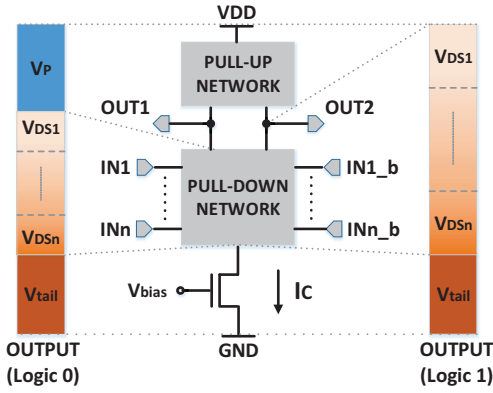 VDD
VP
VDS1
VDSn
Vtail
OUTPUT
(Logic 0)
PULL-UP
NETWORK
OUT1
OUT2
IN1
IN1_b
PULL-DOWN
NETWORK
INn
INn_b
Vbias
IC
GND
VDS1
VDSn
Vtail
OUTPUT
(Logic 1)